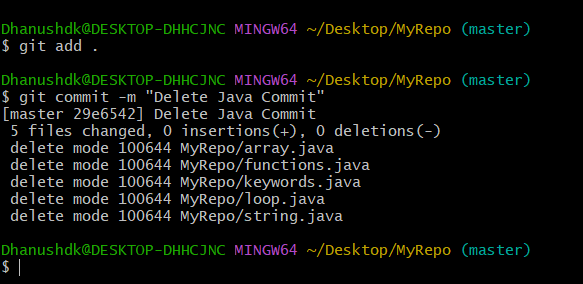 Dhanushdk@DESKTOP-DHHCJNC MINGW64 ~/Desktop/MyRepo (master)
$ git add .
Dhanushdk@DESKTOP-DHHCJNC MINGW64 ~/Desktop/MyRepo (master)
$ git commit -m "Delete Java Commit"
[master 29e6542] Delete Java Commit
 5 files changed, 0 insertions(+), 0 deletions(-)
 delete mode 100644 MyRepo/array.java
 delete mode 100644 MyRepo/functions.java
 delete mode 100644 MyRepo/keywords.java
 delete mode 100644 MyRepo/loop.java
 delete mode 100644 MyRepo/string.java
Dhanushdk@DESKTOP-DHHCJNC MINGW64 ~/Desktop/MyRepo (master)
$